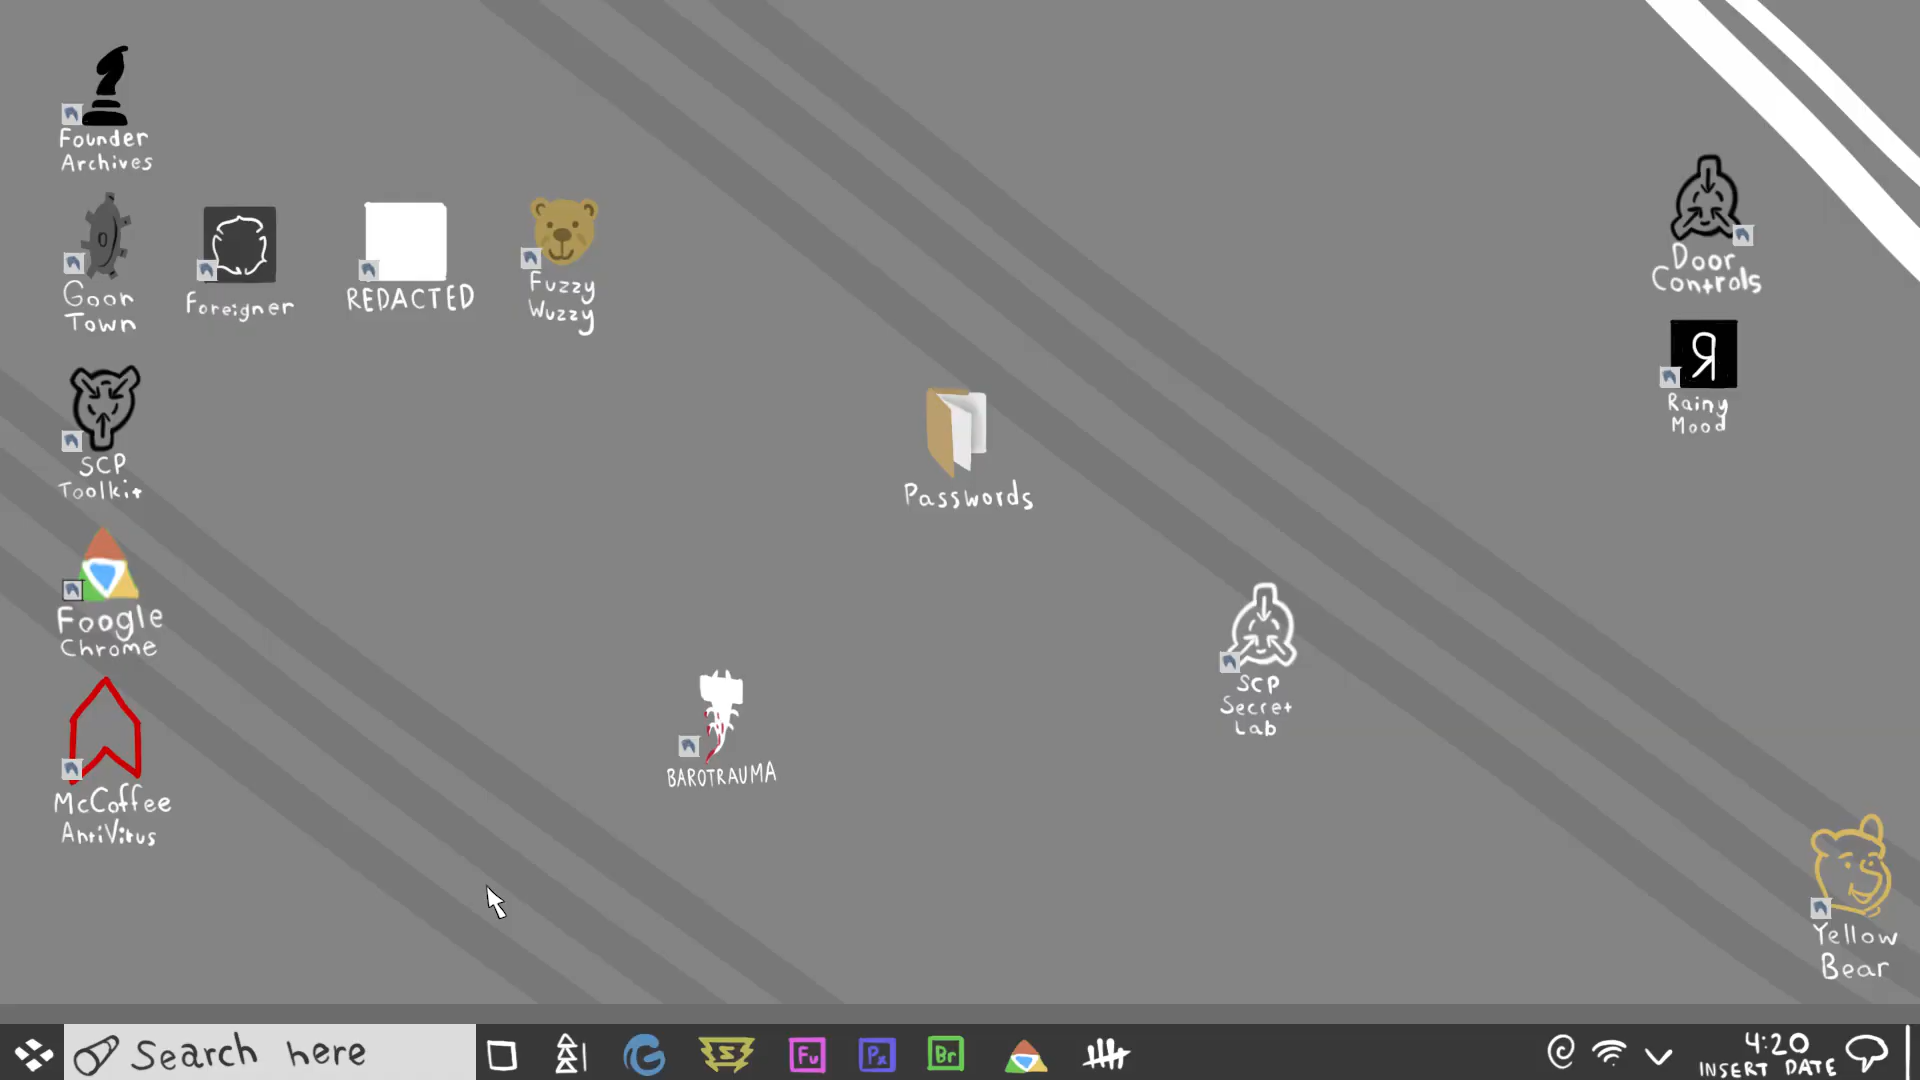 Founder
Archives
Goon
Town
Foreigner
REDACTED
Fuzzy
Wuzzy
Door
Controls
SCP
Toolkit
Я
Rainy
Mood
Passwords
Foogle
Chrome
SCP
Secret
Lab
McCoffee
AntiVirus
BAROTRAUMA
Yellow
Bear
Search here
Fu
Px
Br
4:20
INSERT DATE